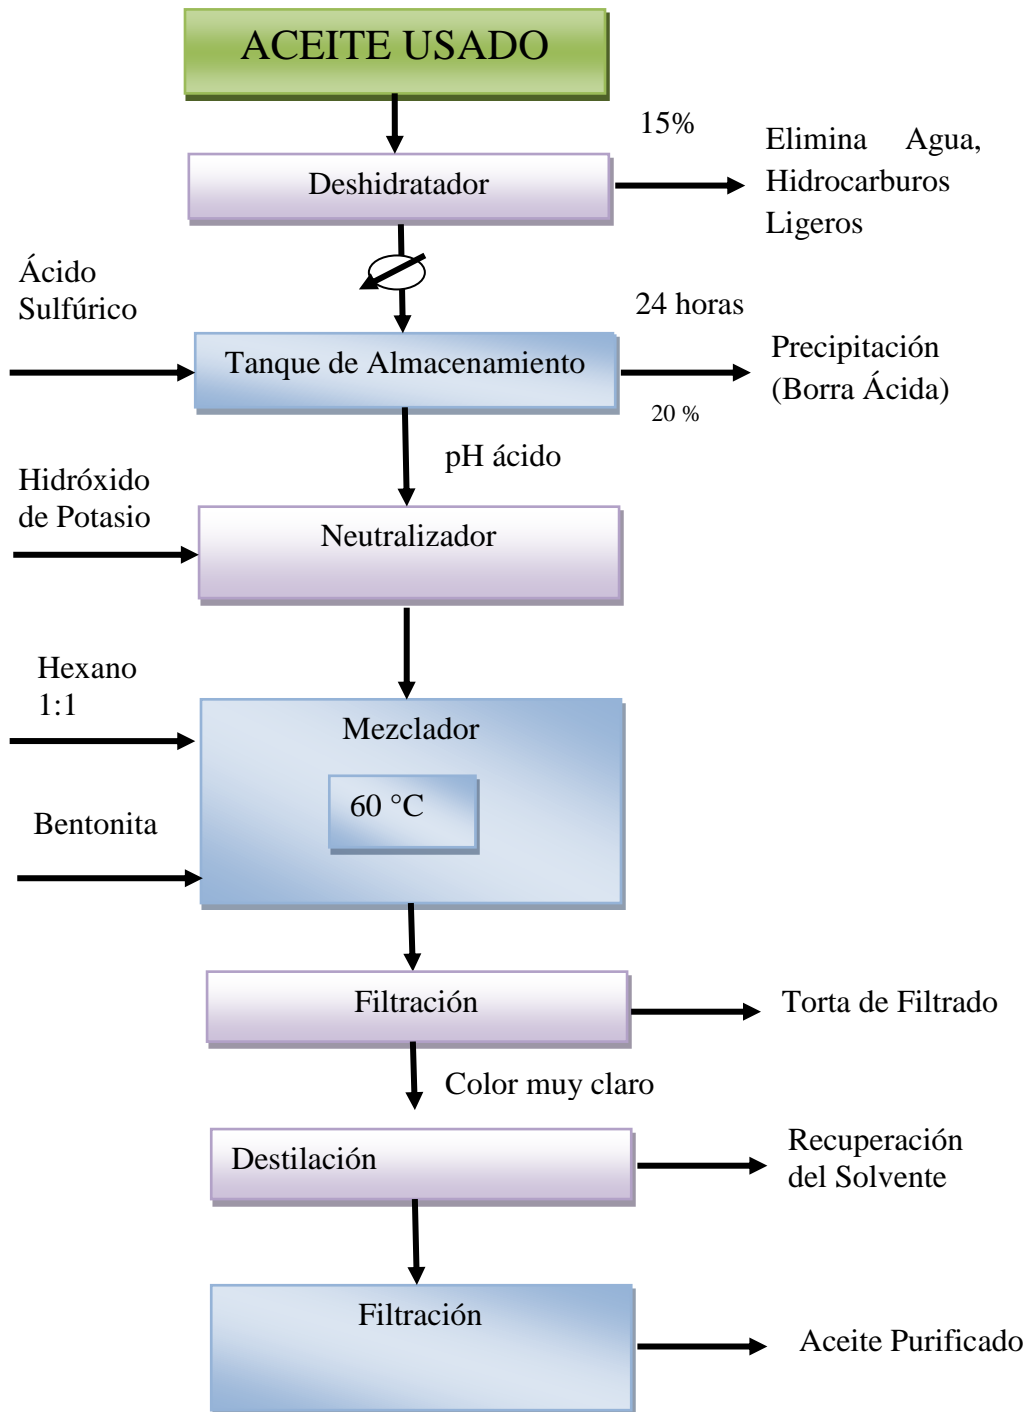 ACEITE USADO
15%
Elimina Agua,
Hidrocarburos
Ligeros
Deshidratador
Ácido
Sulfúrico
24 horas
Tanque de Almacenamiento
Precipitación
(Borra Ácida)
20 %
pH ácido
Hidróxido
de Potasio
Neutralizador
Hexano
1:1
Mezclador
60 °C
Bentonita
Filtración
Torta de Filtrado
Color muy claro
Destilación
Recuperación
del Solvente
Filtración
Aceite Purificado